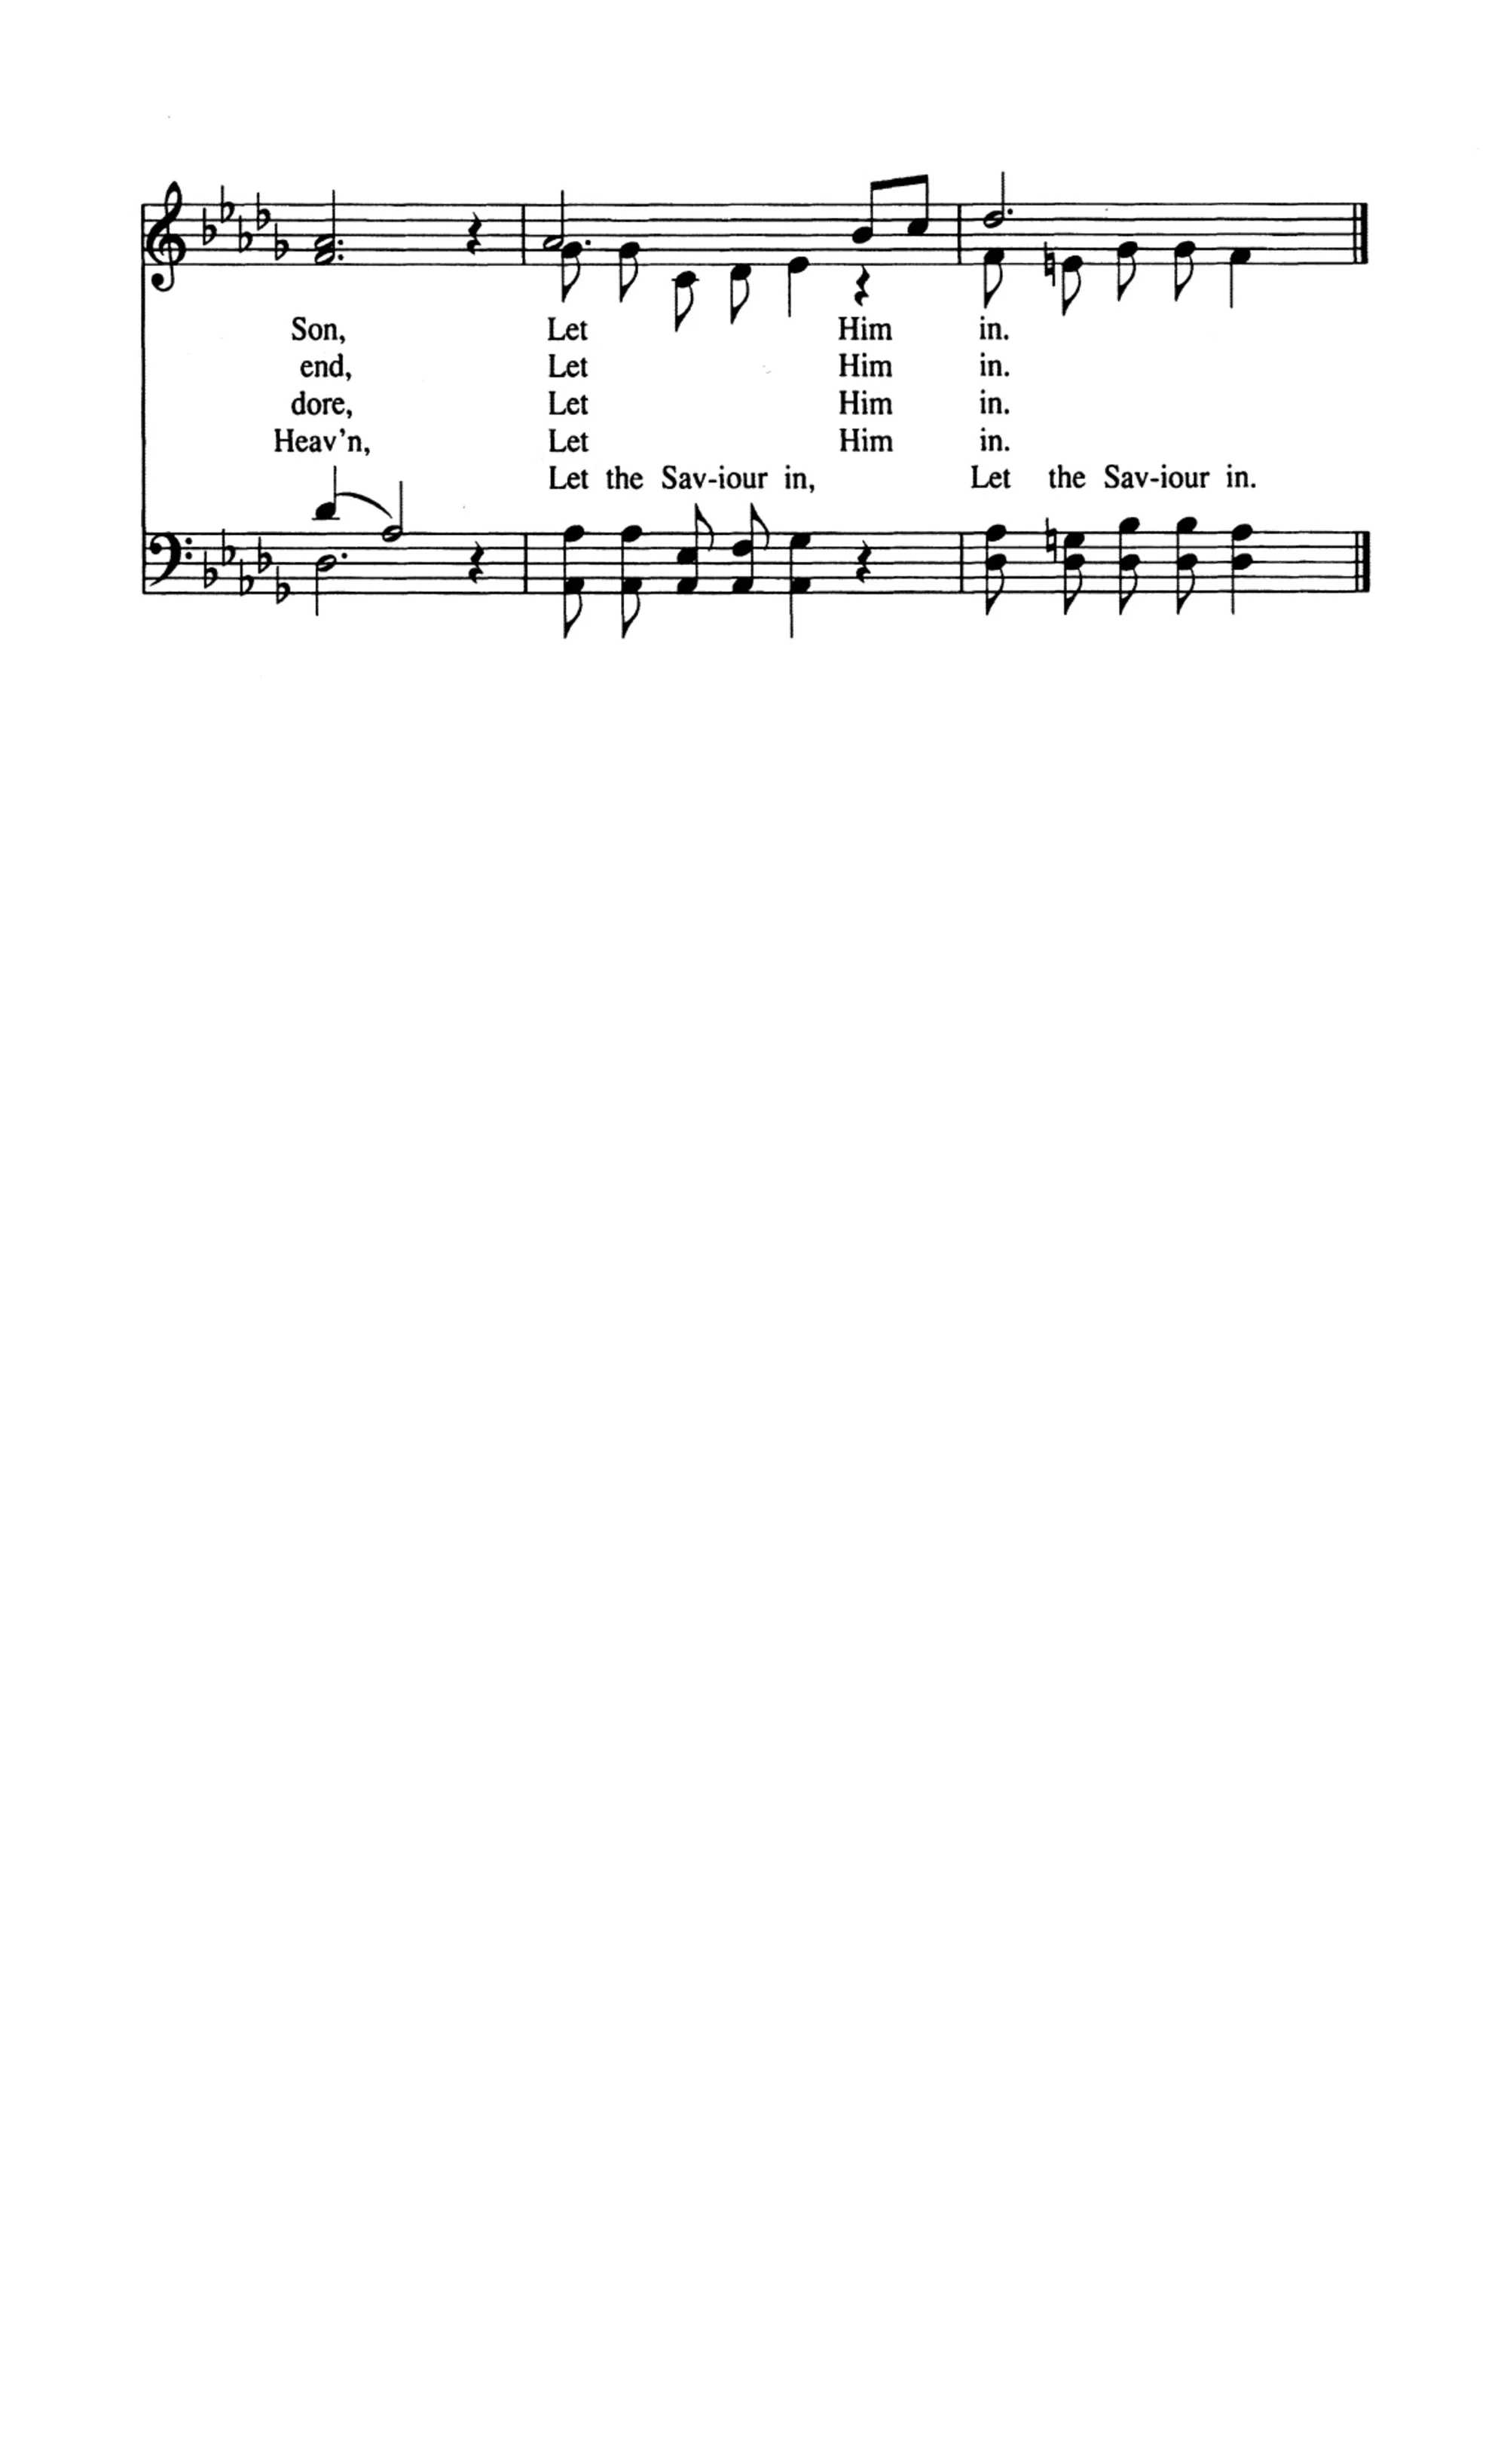 Son, Let Him in.
end, Let Him in.
dore, Let Him in.
Heav'n, Let Him in.
Let the Sav-iour in, Let the Sav-iour in.